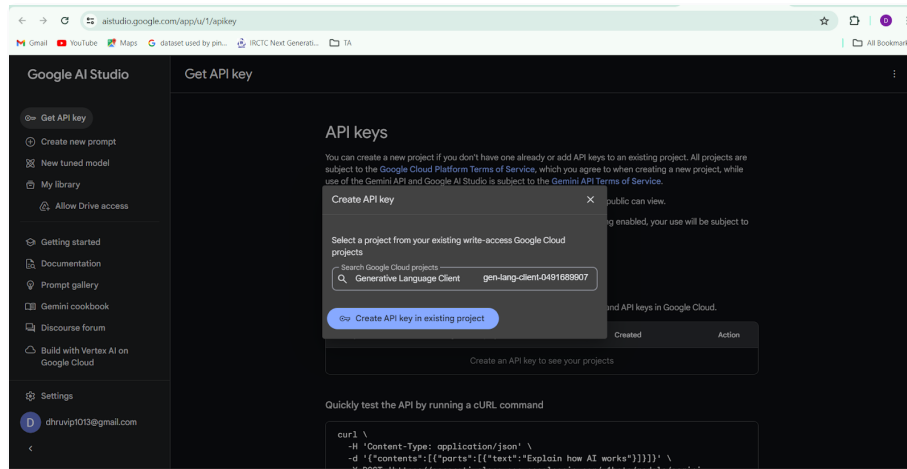 aistudio.google.com/app/u/1/apikey
Gmail YouTube Maps dataset used by pin... IRCTC Next Generati... TA All Bookmar
Google AI Studio
Get API key
Get API key
Create new prompt
New tuned model
My library
Allow Drive access
Getting started
Documentation
Prompt gallery
Gemini cookbook
Discourse forum
Build with Vertex AI on
Google Cloud
Settings
D dhruvip1013@gmail.com
API keys
You can create a new project if you don't have one already or add API keys to an existing project. All projects are
subject to the Google Cloud Platform Terms of Service, which you agree to when creating a new project, while
use of the Gemini API and Google AI Studio is subject to the Gemini API Terms of Service.
public can view.
ng enabled, your use will be subject to
Create API key
Select a project from your existing write-access Google Cloud
projects
Search Google Cloud projects
Generative Language Client gen-lang-client-0491689907
Create API key in existing project
and API keys in Google Cloud.
Created Action
Create an API key to see your projects
Quickly test the API by running a cURL command
curl \
-H 'Content-Type: application/json' \
-d '{"contents":[{"parts":[{"text":"Explain how AI works"}]}]}' \